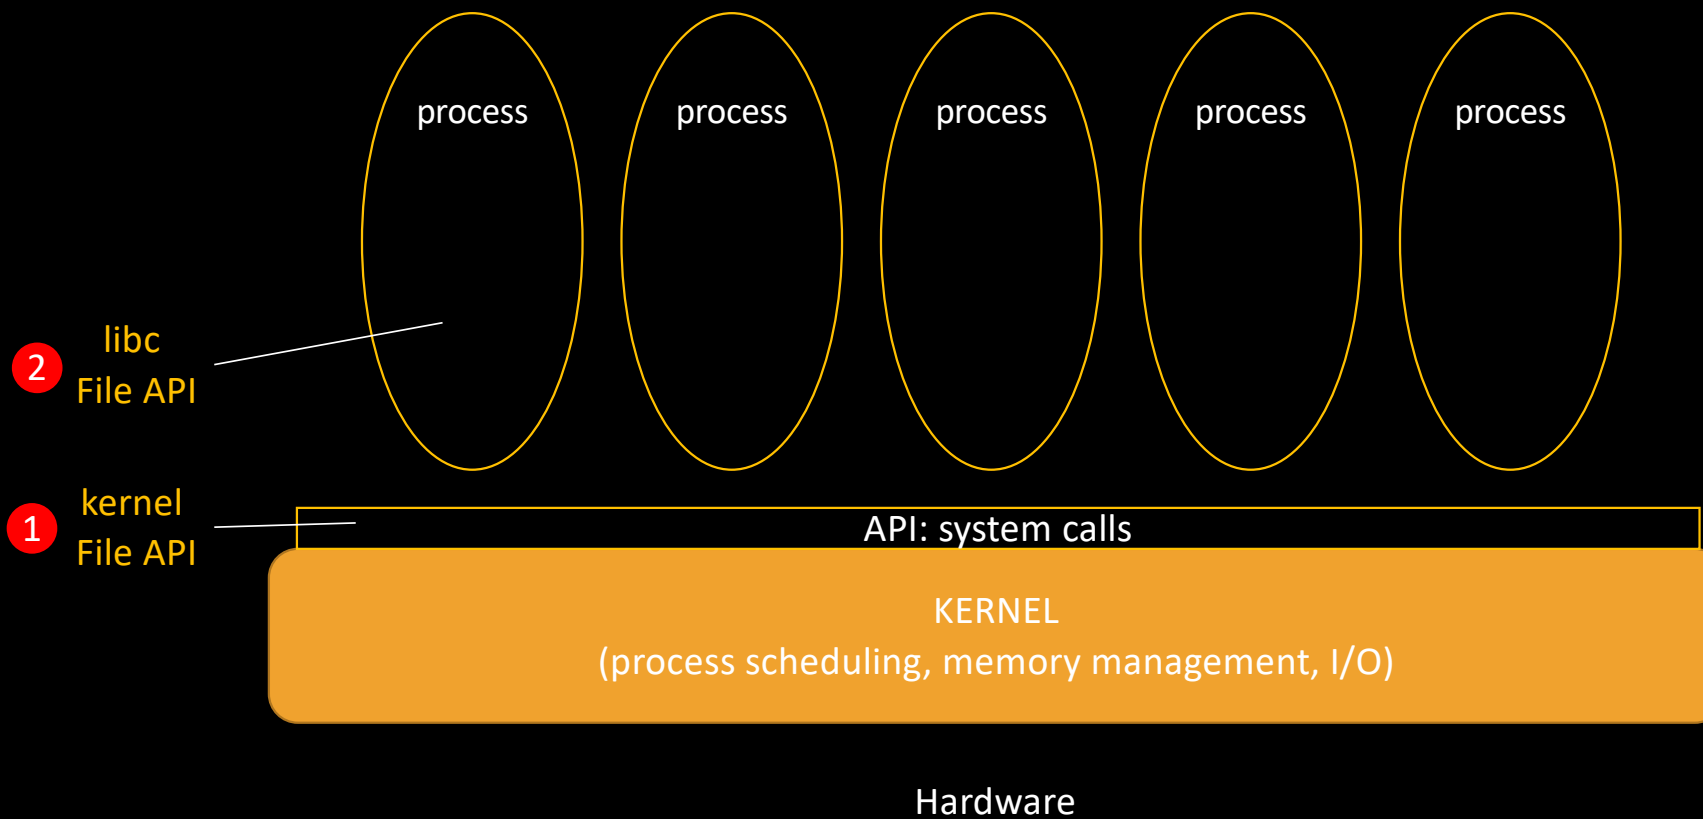 process
process
process
process
process
2
libc
File API
1
kernel
File API
API: system calls
KERNEL
(process scheduling, memory management, I/O)
Hardware